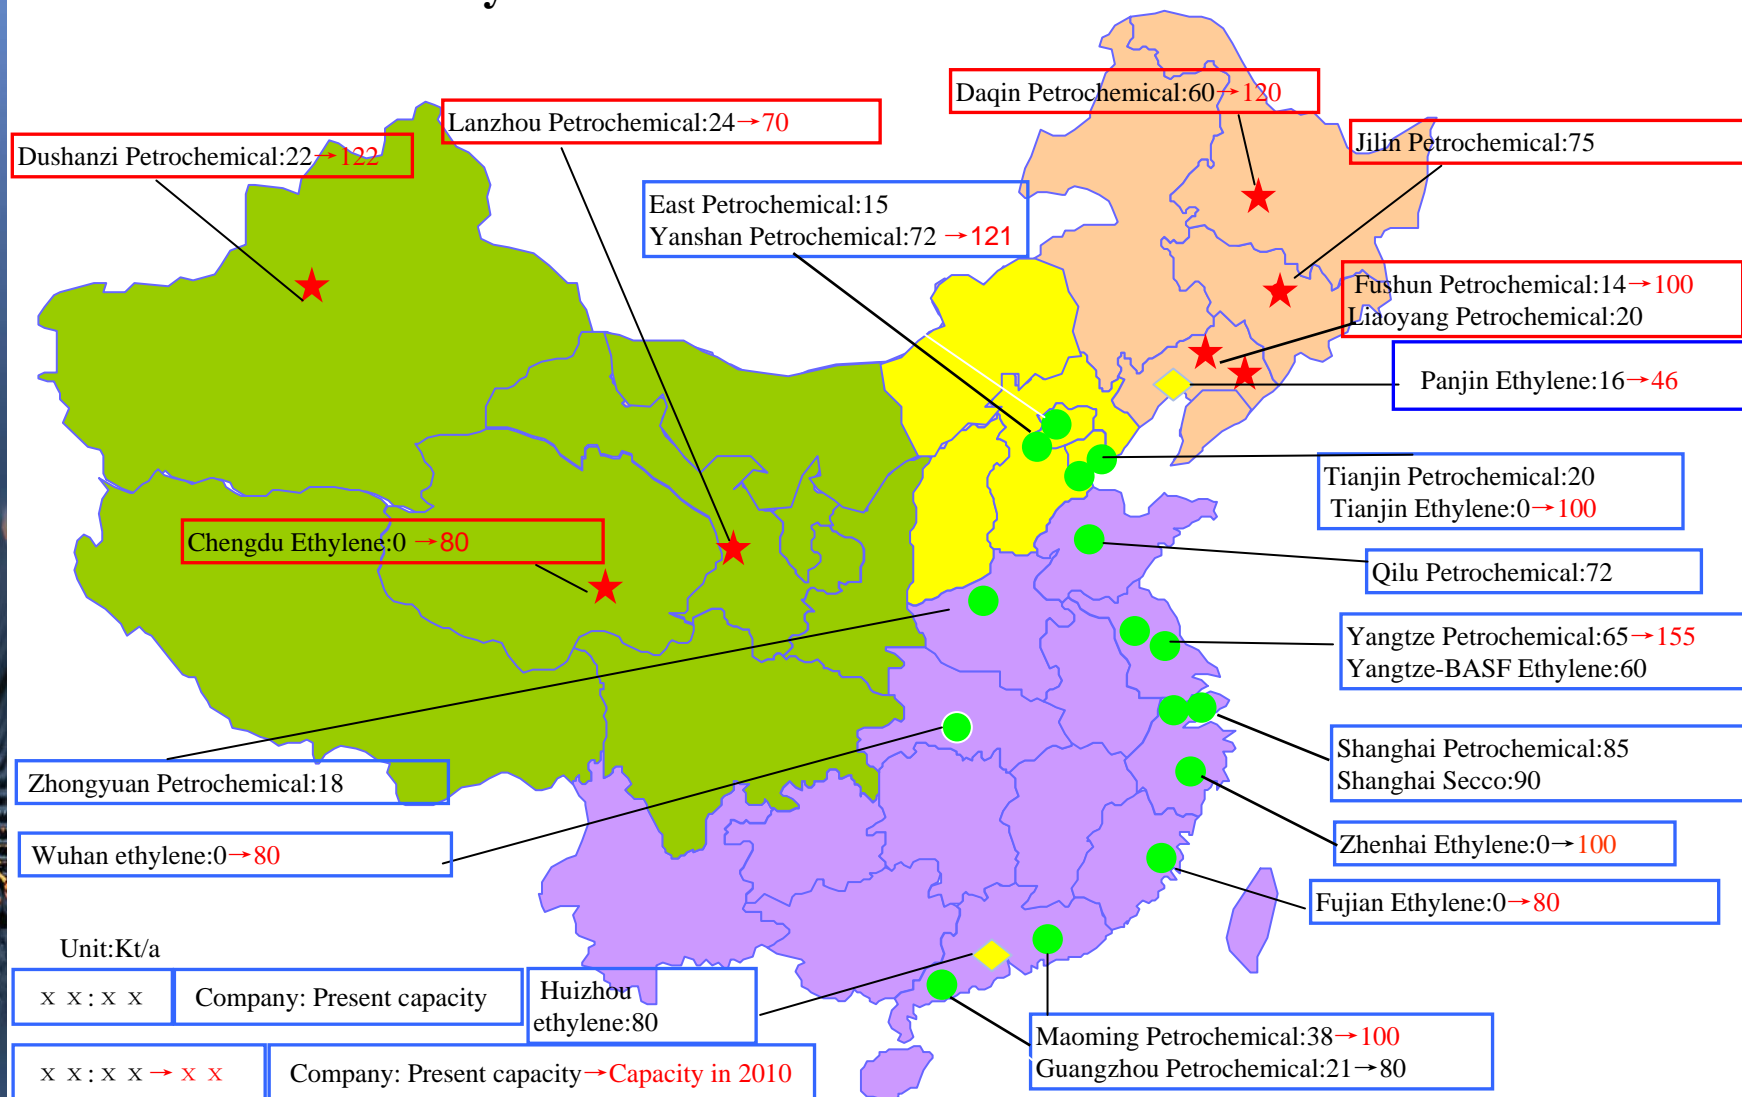 Daqin Petrochemical:60→120
Lanzhou Petrochemical:24→70
Jilin Petrochemical:75
Dushanzi Petrochemical:22→122
East Petrochemical:15
Yanshan Petrochemical:72 →121
Fushun Petrochemical:14→100
Liaoyang Petrochemical:20
Panjin Ethylene:16→46
Tianjin Petrochemical:20
Tianjin Ethylene:0→100
Chengdu Ethylene:0 →80
Qilu Petrochemical:72
Yangtze Petrochemical:65→155
Yangtze-BASF Ethylene:60
Shanghai Petrochemical:85
Shanghai Secco:90
Zhongyuan Petrochemical:18
Zhenhai Ethylene:0→100
Wuhan ethylene:0→80
Fujian Ethylene:0→80
Unit:Kt/a
x x:x x
Company: Present capacity
Huizhou
ethylene:80
Maoming Petrochemical:38→100
Guangzhou Petrochemical:21→80
x x:x x→x x
Company: Present capacity→Capacity in 2010